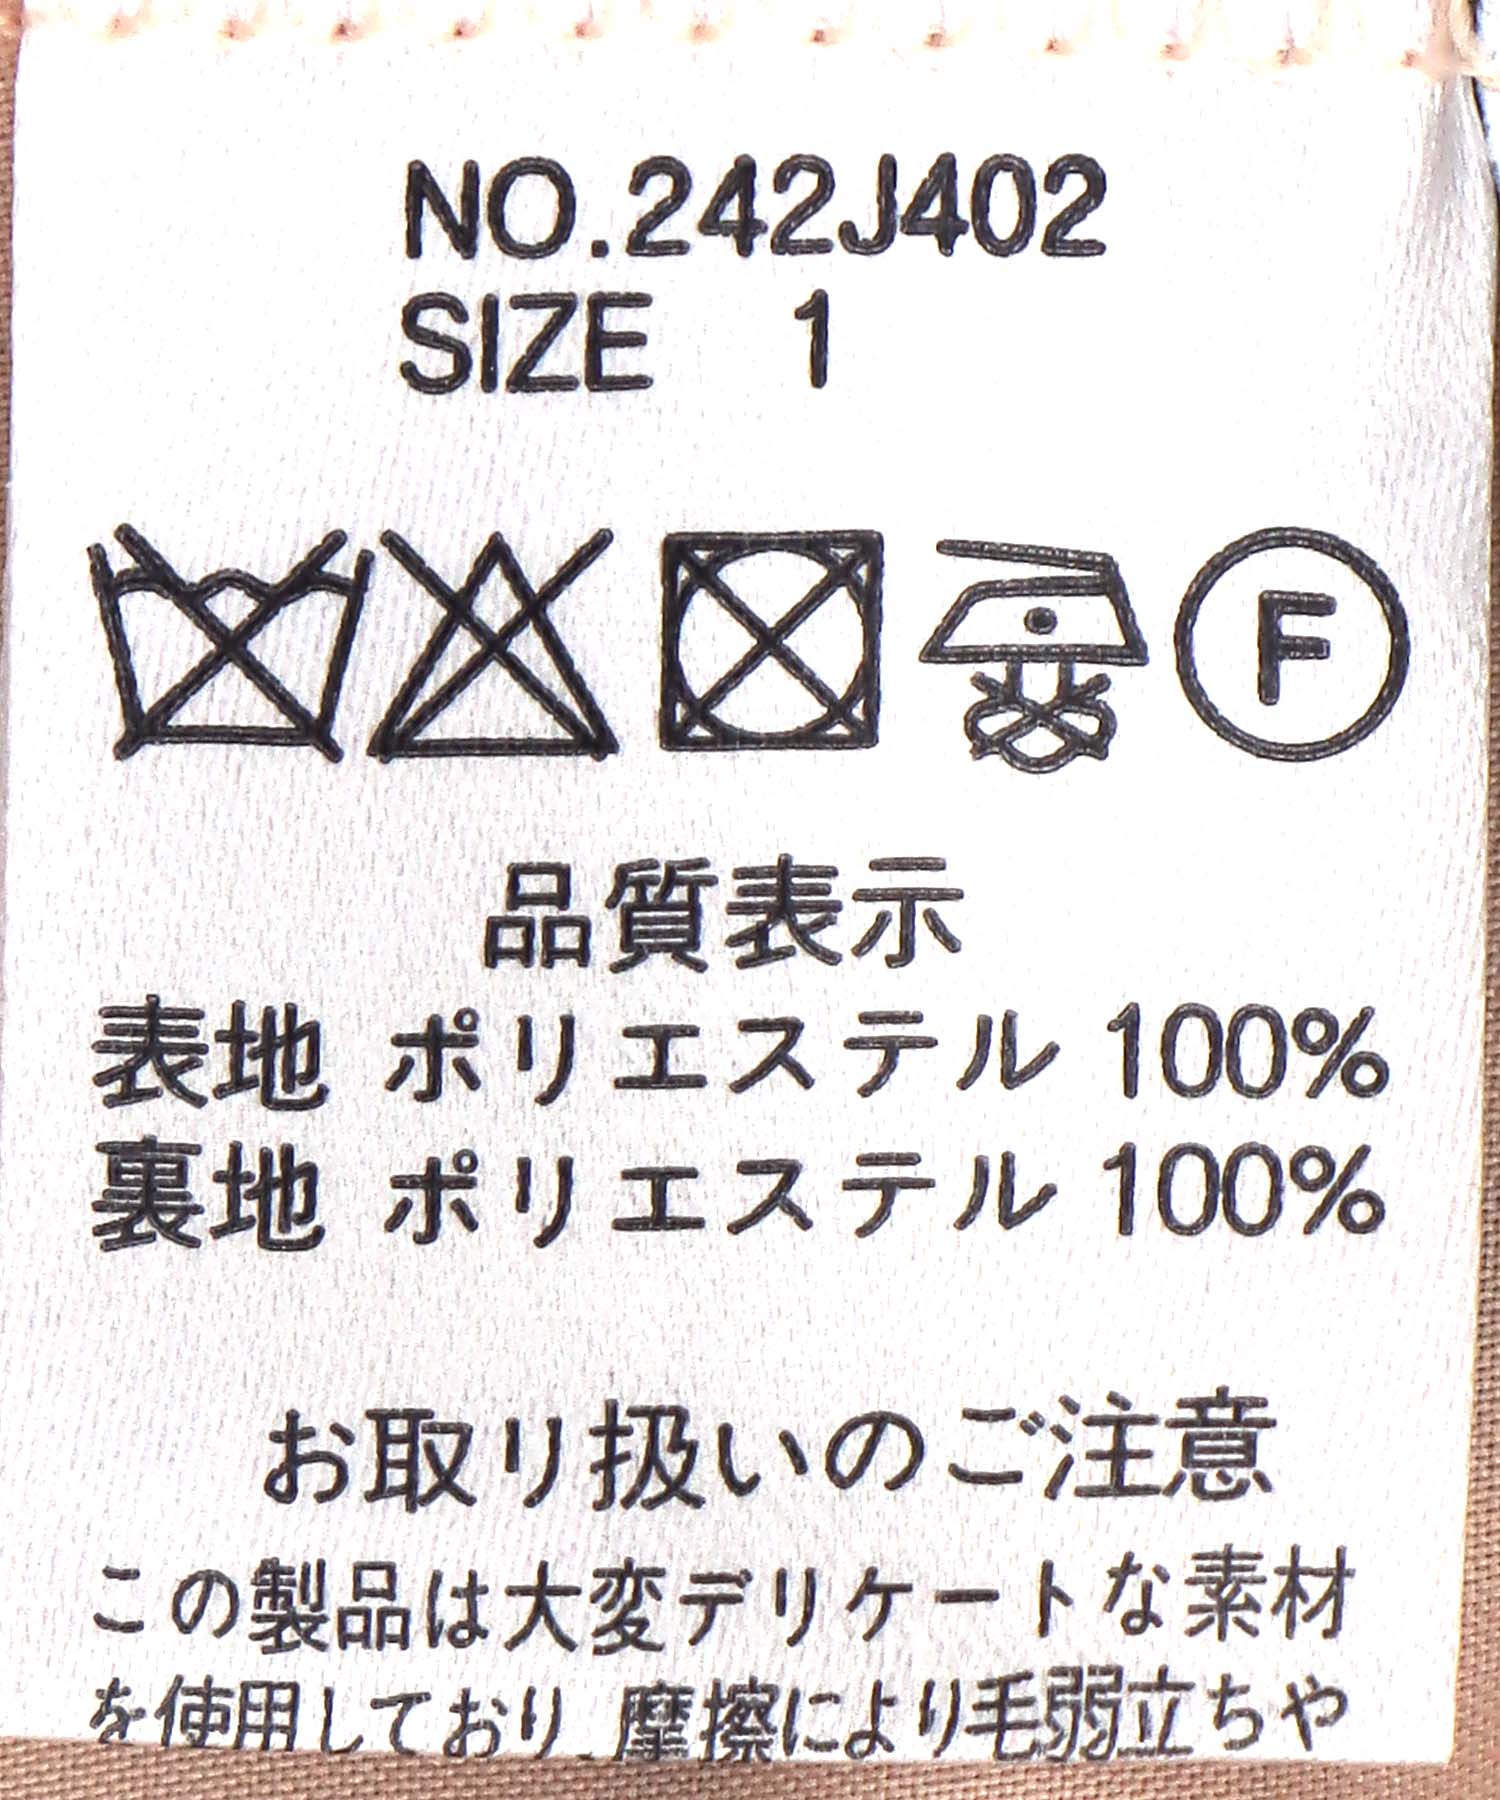 NO.242J402
SIZE 1
F
品質表示
表地 ポリエステル 100%
裏地 ポリエステル 100%
お取り扱いのご注意
この製品は大変デリケートな素材
を使用しており、摩擦により毛弱立ちや